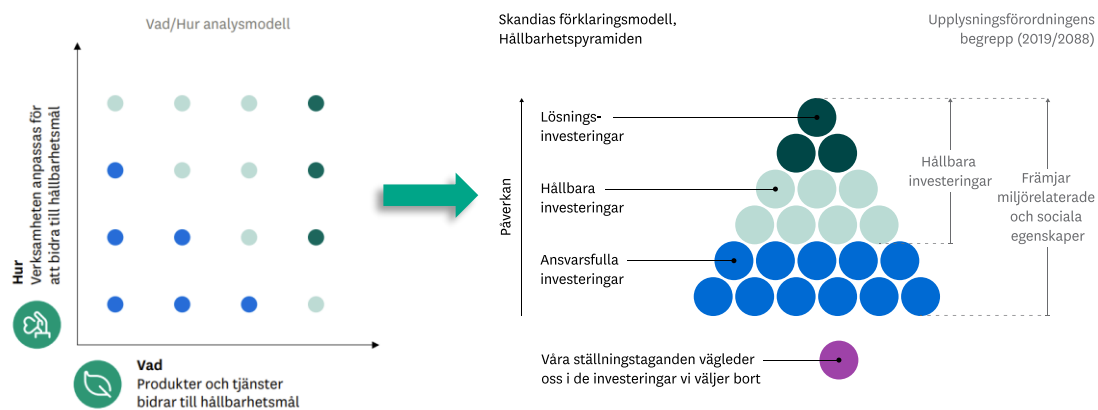 Vad/Hur analysmodell
Hur
Verksamheten anpassas för
att bidra till hållbarhetsmål
Vad
Produkter och tjänster
bidrar till hållbarhetsmål
Skandias förklaringsmodell,
Hållbarhetspyramiden
Upplysningsförordningens
begrepp (2019/2088)
Påverkan
Lösnings-
investeringar
Hållbara
investeringar
Ansvarsfulla
investeringar
Hållbara
investeringar
Främjar
miljörelaterade
och sociala
egenskaper
Våra ställningstaganden vägleder
oss i de investeringar vi väljer bort